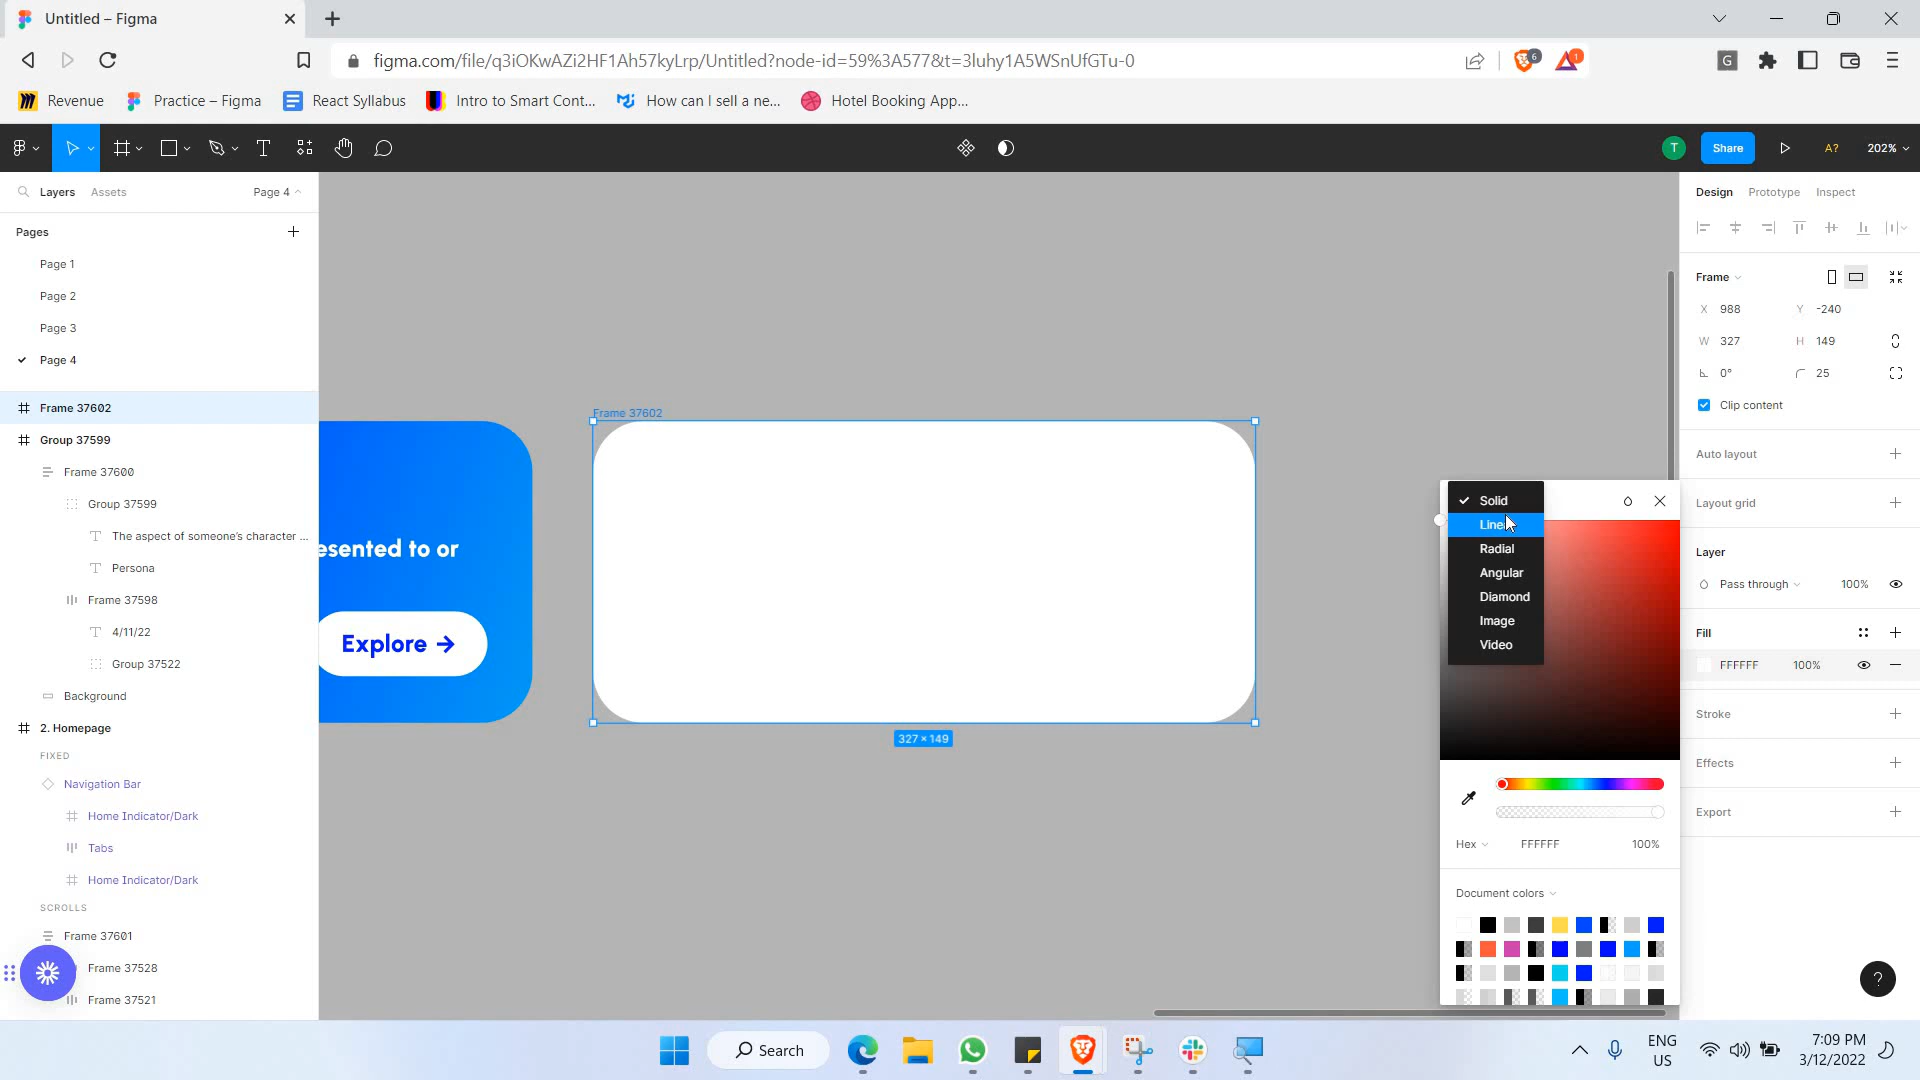 Untitled – Figma
figma.com/file/q3iOKwAZi2HF1Ah57kyLrp/Untitled?node-id=59%3A577&t=3luhy1A5WSnUfGTu-0
6
1
G
Revenue
Practice – Figma
React Syllabus
Intro to Smart Cont...
How can I sell a ne...
Hotel Booking App...
T
Share
A?
202%
Layers
Assets
Page 4
Pages
Page 1
Page 2
Page 3
Page 4
Frame 37602
Group 37599
Frame 37600
Group 37599
The aspect of someone's character ...
Persona
Frame 37598
4/11/22
Group 37522
Background
2. Homepage
FIXED
Navigation Bar
Home Indicator/Dark
Tabs
Home Indicator/Dark
SCROLLS
Frame 37601
Frame 37528
Frame 37521
esented to or
Explore →
Frame 37602
327 × 149
Solid
Radial
Angular
Diamond
Image
Video
Hex
FFFFFF
100%
Document colors
Design
Prototype
Inspect
Frame
X 988
Y -240
W 327
H 149
0°
25
Clip content
Auto layout
Layout grid
Layer
Pass through
100%
Fill
FFFFFF
100%
Stroke
Effects
Export
?
Search
ENG
US
7:09 PM
3/12/2022